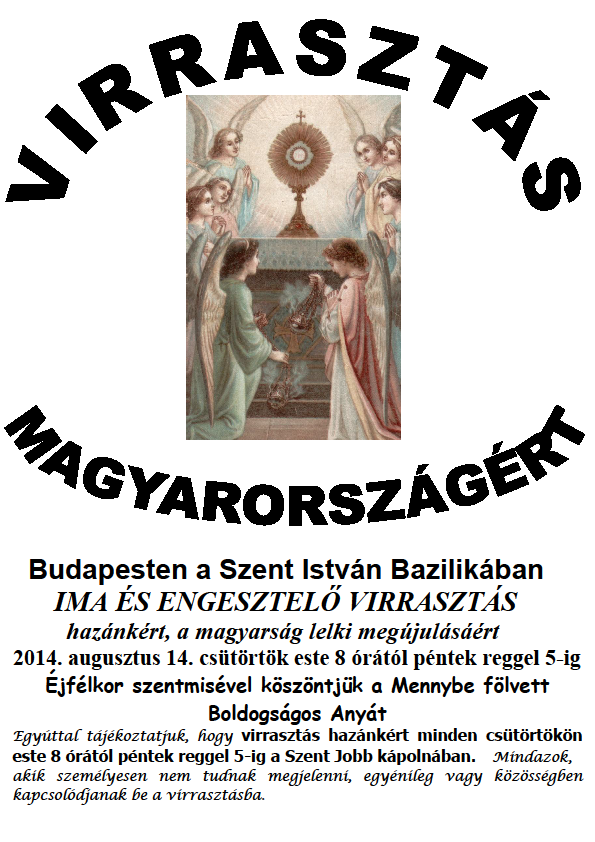 VIRRASZTÁS
MAGYARORSZÁGÉRT
Budapesten a Szent István Bazilikában
IMA ÉS ENGESZTELŐ VIRRASZTÁS
hazánkért, a magyarság lelki megújulásáért
2014. augusztus 14. csütörtök este 8 órától péntek reggel 5-ig
Éjfélkor szentmisével köszöntjük a Mennybe fölvett
Boldogságos Anyát
Egyúttal tájékoztatjuk, hogy virrasztás hazánkért minden csütörtökön
este 8 órától péntek reggel 5-ig a Szent Jobb kápolnában. Mindazok,
akik személyesen nem tudnak megjelenni, egyénileg vagy közösségben
kapcsolódjanak be a virrasztásba.